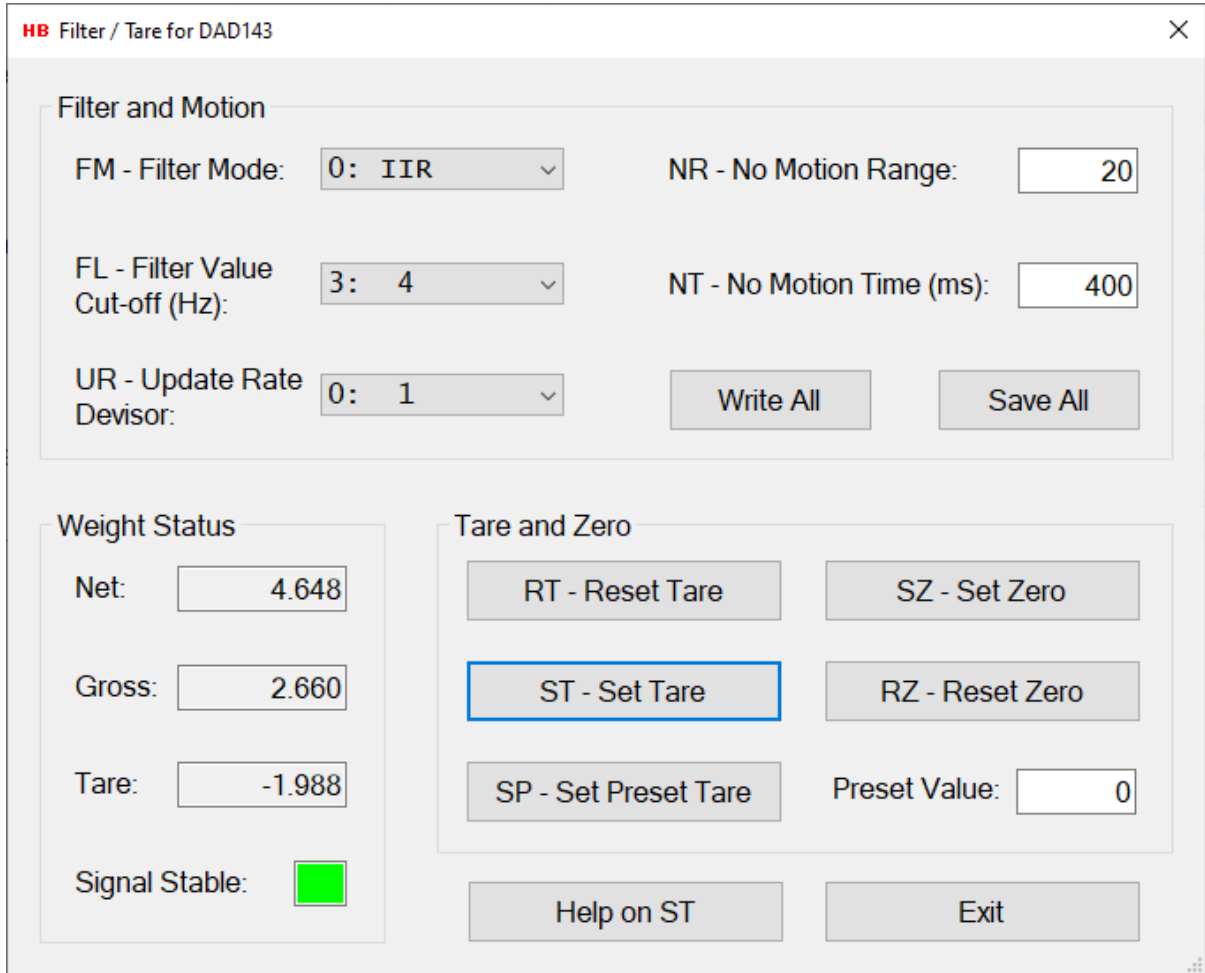 HB Filter / Tare for DAD143
Filter and Motion
FM - Filter Mode: 0: IIR NR - No Motion Range: 20
FL - Filter Value
Cut-off (Hz): 3: 4 NT - No Motion Time (ms): 400
UR - Update Rate
Devisor: 0: 1 Write All Save All
Weight Status
Net: 4.648
Gross: 2.660
Tare: -1.988
Signal Stable:
Tare and Zero
RT - Reset Tare SZ - Set Zero
ST - Set Tare RZ - Reset Zero
SP - Set Preset Tare Preset Value: 0
Help on ST Exit